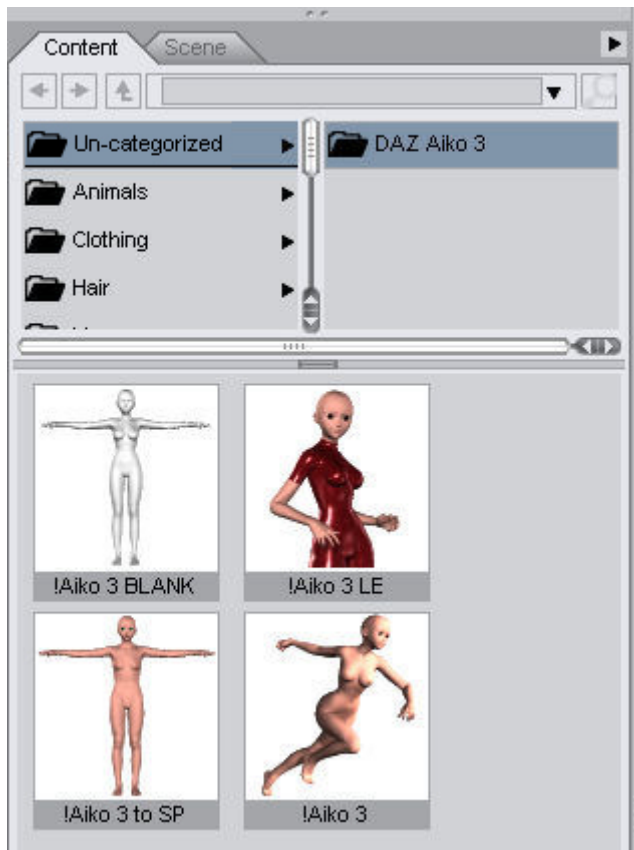 Content
Scene
Un-categorized
DAZ Aiko 3
Animals
Clothing
Hair
!Aiko 3 BLANK
!Aiko 3 LE
!Aiko 3 to SP
!Aiko 3